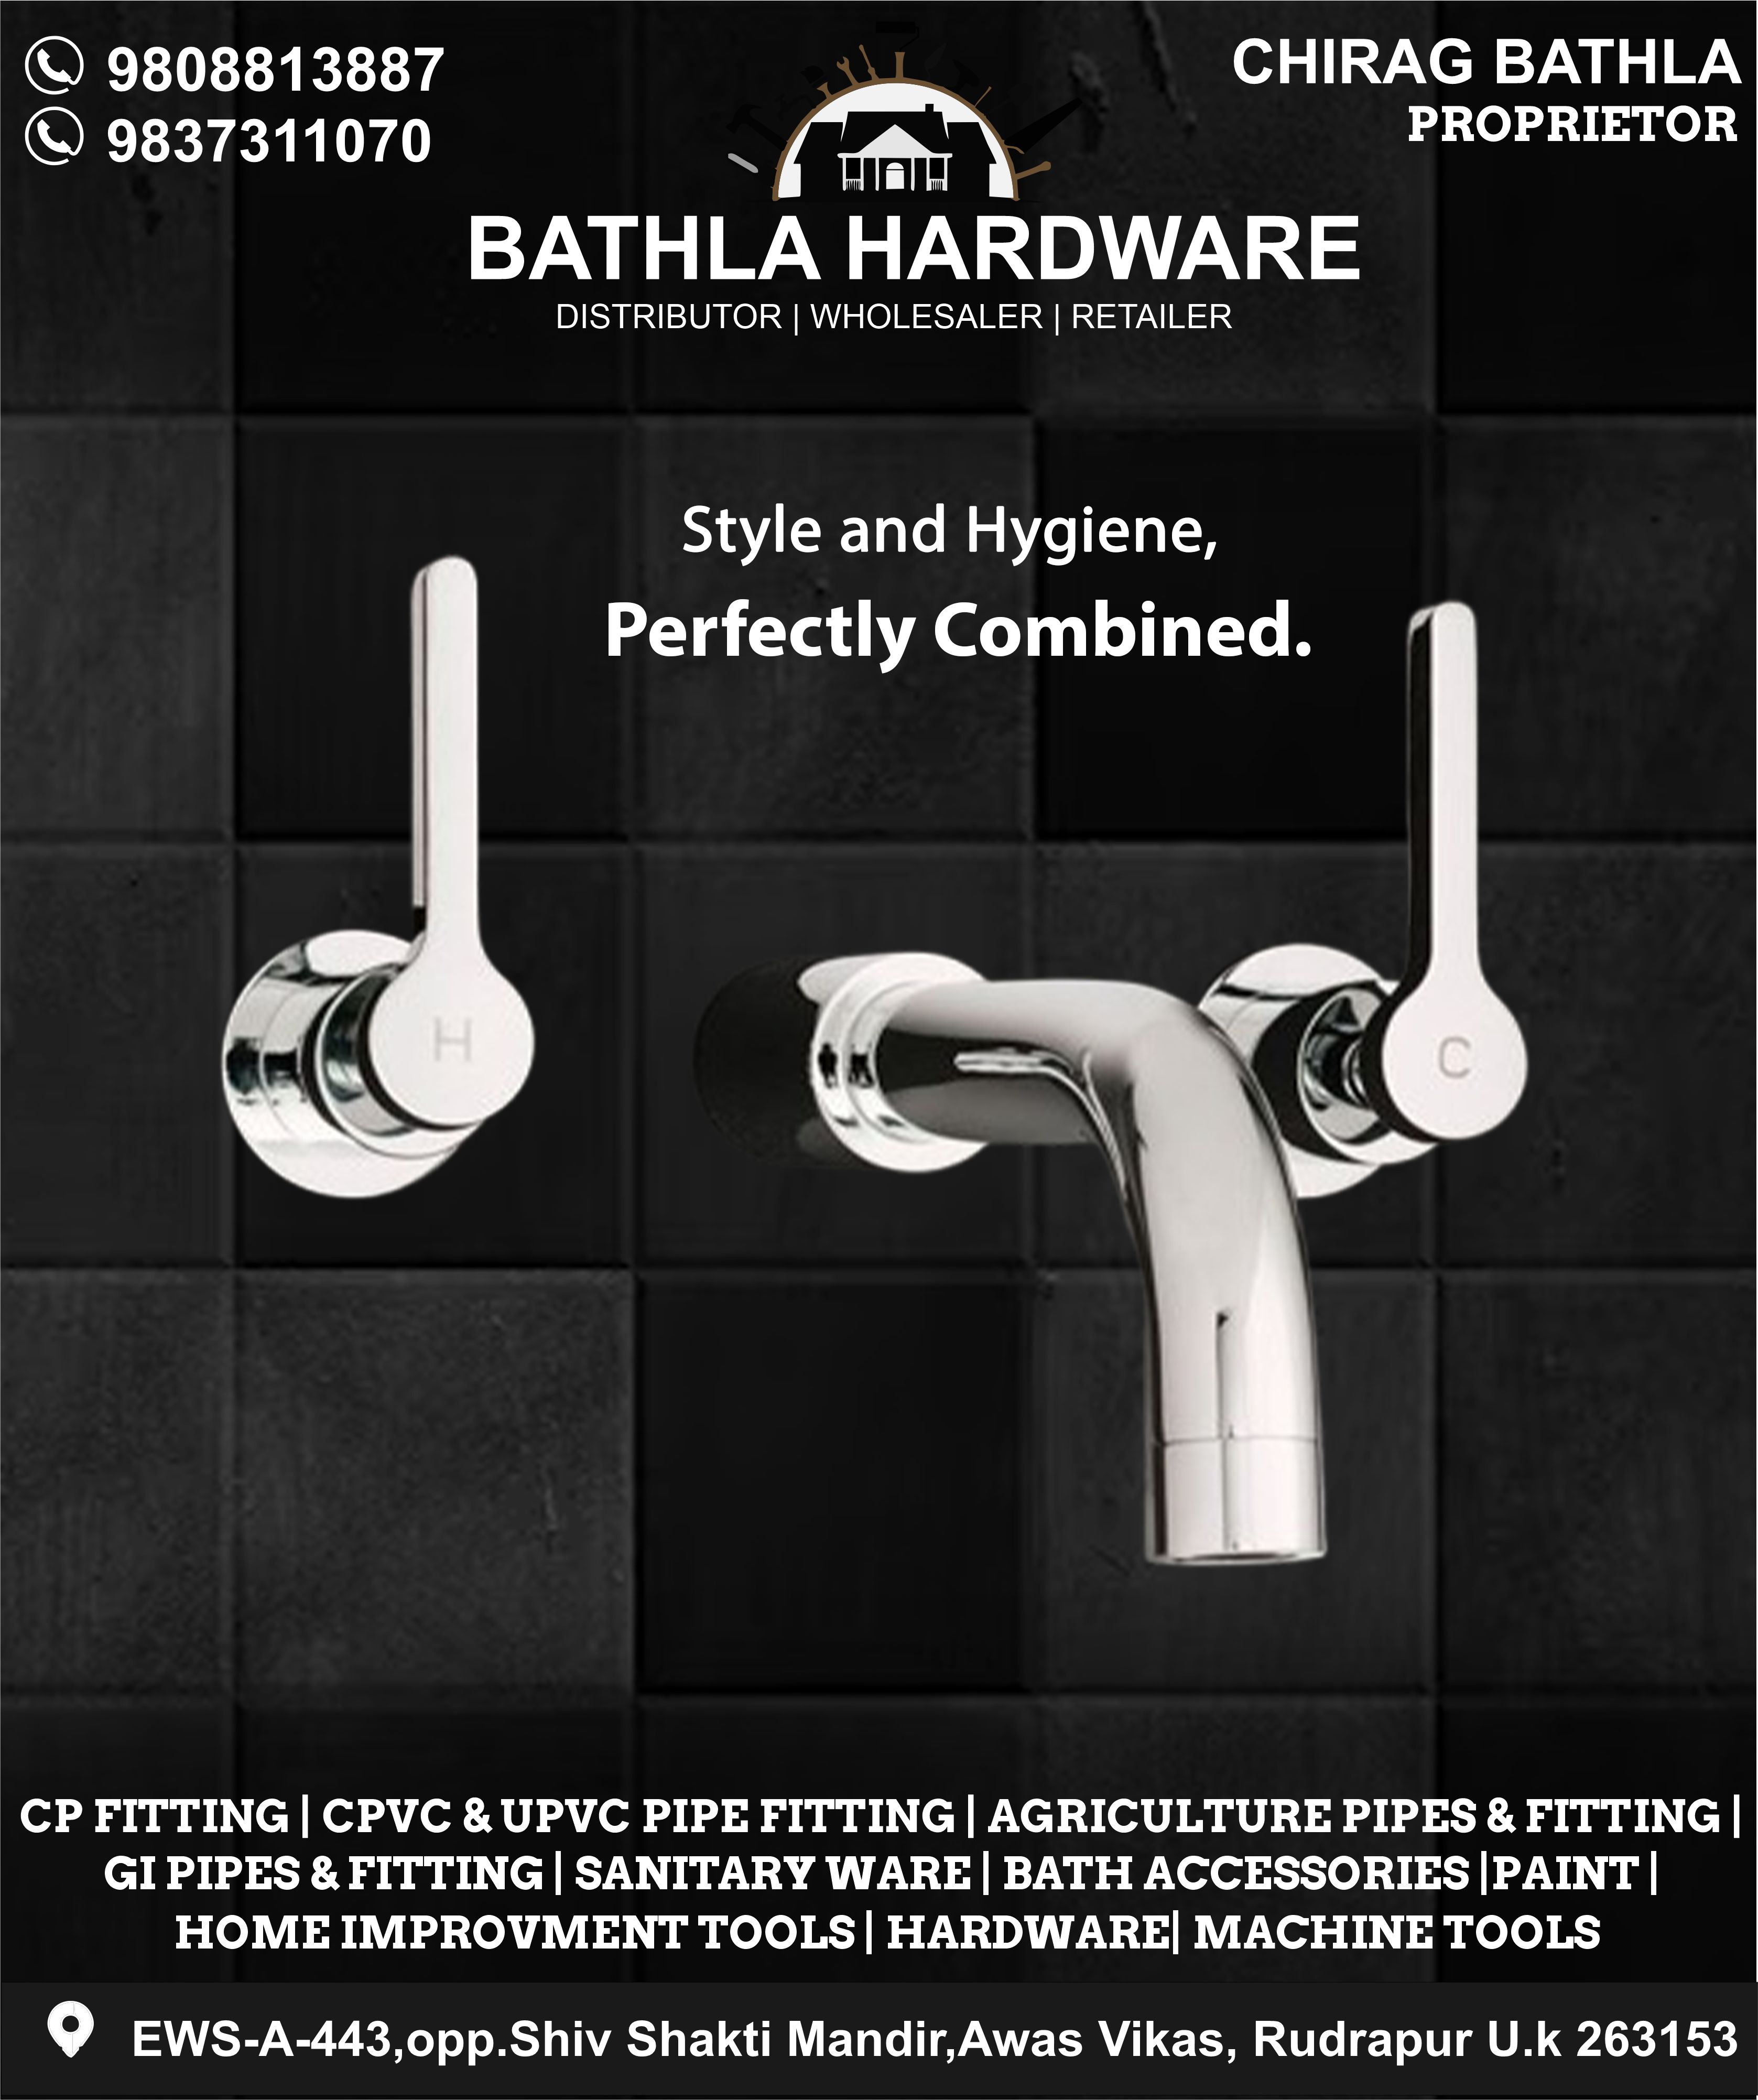 9808813887
9837311070
CHIRAG BATHLA
PROPRIETOR
BATHLA HARDWARE
DISTRIBUTOR | WHOLESALER | RETAILER
Style and Hygiene,
Perfectly Combined.
H
C
CP FITTING | CPVC & UPVC PIPE FITTING | AGRICULTURE PIPES & FITTING |
GI PIPES & FITTING | SANITARY WARE | BATH ACCESSORIES |PAINT |
HOME IMPROVMENT TOOLS | HARDWARE| MACHINE TOOLS
EWS-A-443,opp.Shiv Shakti Mandir,Awas Vikas, Rudrapur U.k 263153